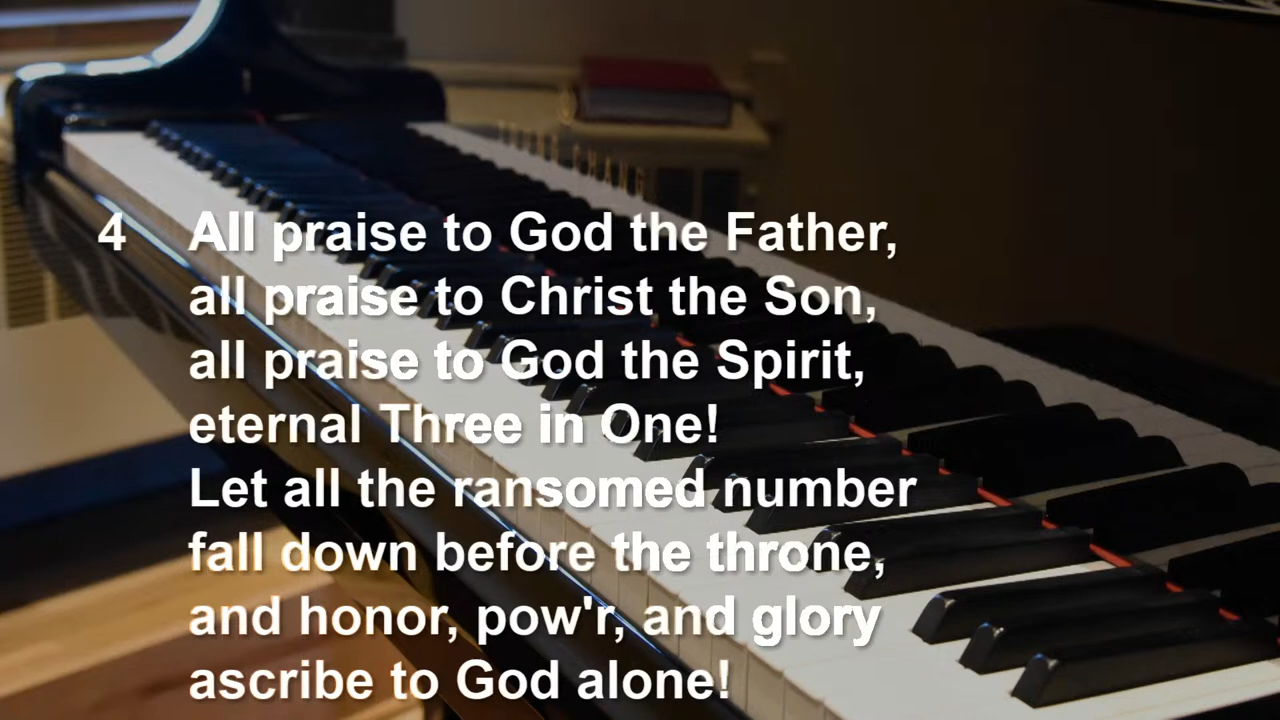 4 All praise to God the Father,
all praise to Christ the Son,
all praise to God the Spirit,
eternal Three in One!
Let all the ransomed number
fall down before the throne,
and honor, pow'r, and glory
ascribe to God alone!